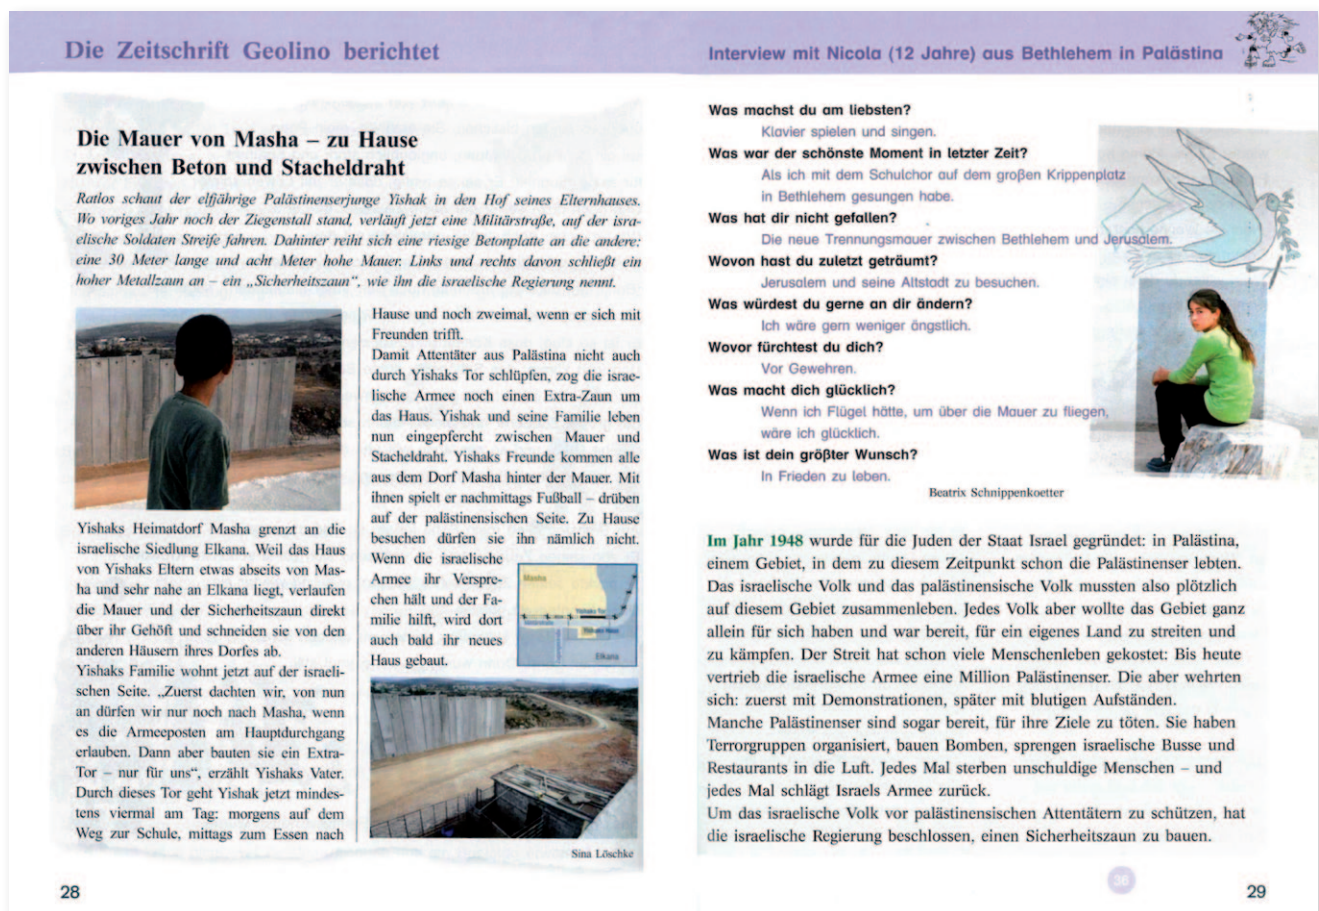 Die Zeitschrift Geolino berichtet
Die Mauer von Masha – zu Hause
zwischen Beton und Stacheldraht
Ratlos schaut der elfjährige Palästinenserjunge Yishak in den Hof seines Elternhauses.
Wo voriges Jahr noch der Ziegenstall stand, verläuft jetzt eine Militärstraße, auf der isra-
elische Soldaten Streife fahren. Dahinter reiht sich eine riesige Betonplatte an die andere:
eine 30 Meter lange und acht Meter hohe Mauer. Links und rechts davon schließt ein
hoher Metallzaun an – ein „Sicherheitszaun“, wie ihn die israelische Regierung nennt.
Yishaks Heimatdorf Masha grenzt an die
israelische Siedlung Elkana. Weil das Haus
von Yishaks Eltern etwas abseits von Mas-
ha und sehr nahe an Elkana liegt, verlaufen
die Mauer und der Sicherheitszaun direkt
über ihr Gehöft und schneiden sie von den
anderen Häusern ihres Dorfes ab.
Yishaks Familie wohnt jetzt auf der israeli-
schen Seite. „Zuerst dachten wir, von nun
an dürfen wir nur noch nach Masha, wenn
es die Armeeposten am Hauptdurchgang
erlauben. Dann aber bauten sie ein Extra-
Tor – nur für uns“, erzählt Yishaks Vater.
Durch dieses Tor geht Yishak jetzt mindes-
tens viermal am Tag: morgens auf dem
Weg zur Schule, mittags zum Essen nach
Hause und noch zweimal, wenn er sich mit
Freunden trifft.
Damit Attentäter aus Palästina nicht auch
durch Yishaks Tor schlüpfen, zog die israe-
lische Armee noch einen Extra-Zaun um
das Haus. Yishak und seine Familie leben
nun eingepfercht zwischen Mauer und
Stacheldraht. Yishaks Freunde kommen alle
aus dem Dorf Masha hinter der Mauer. Mit
ihnen spielt er nachmittags Fußball – drüben
auf der palästinensischen Seite. Zu Hause
besuchen dürfen sie ihn nämlich nicht.
Wenn die israelische
Armee ihr Verspre-
chen hält und der Fa-
milie hilft, wird dort
auch bald ihr neues
Haus gebaut.
Masha
Yishaks Tor
Yishaks Haus
Elkana
Sina Löschke
28
Interview mit Nicola (12 Jahre) aus Bethlehem in Palästina
Was machst du am liebsten?
Klavier spielen und singen.
Was war der schönste Moment in letzter Zeit?
Als ich mit dem Schulchor auf dem großen Krippenplatz
in Bethlehem gesungen habe.
Was hat dir nicht gefallen?
Die neue Trennungsmauer zwischen Bethlehem und Jerusalem.
Wovon hast du zuletzt geträumt?
Jerusalem und seine Altstadt zu besuchen.
Was würdest du gerne an dir ändern?
Ich wäre gern weniger ängstlich.
Wovor fürchtest du dich?
Vor Gewehren.
Was macht dich glücklich?
Wenn ich Flügel hätte, um über die Mauer zu fliegen,
wäre ich glücklich.
Was ist dein größter Wunsch?
In Frieden zu leben.
Beatrix Schnippenkoetter
Im Jahr 1948 wurde für die Juden der Staat Israel gegründet: in Palästina,
einem Gebiet, in dem zu diesem Zeitpunkt schon die Palästinenser lebten.
Das israelische Volk und das palästinensische Volk mussten also plötzlich
auf diesem Gebiet zusammenleben. Jedes Volk aber wollte das Gebiet ganz
allein für sich haben und war bereit, für ein eigenes Land zu streiten und
zu kämpfen. Der Streit hat schon viele Menschenleben gekostet: Bis heute
vertrieb die israelische Armee eine Million Palästinenser. Die aber wehrten
sich: zuerst mit Demonstrationen, später mit blutigen Aufständen.
Manche Palästinenser sind sogar bereit, für ihre Ziele zu töten. Sie haben
Terrorgruppen organisiert, bauen Bomben, sprengen israelische Busse und
Restaurants in die Luft. Jedes Mal sterben unschuldige Menschen – und
jedes Mal schlägt Israels Armee zurück.
Um das israelische Volk vor palästinensischen Attentätern zu schützen, hat
die israelische Regierung beschlossen, einen Sicherheitszaun zu bauen.
36
29